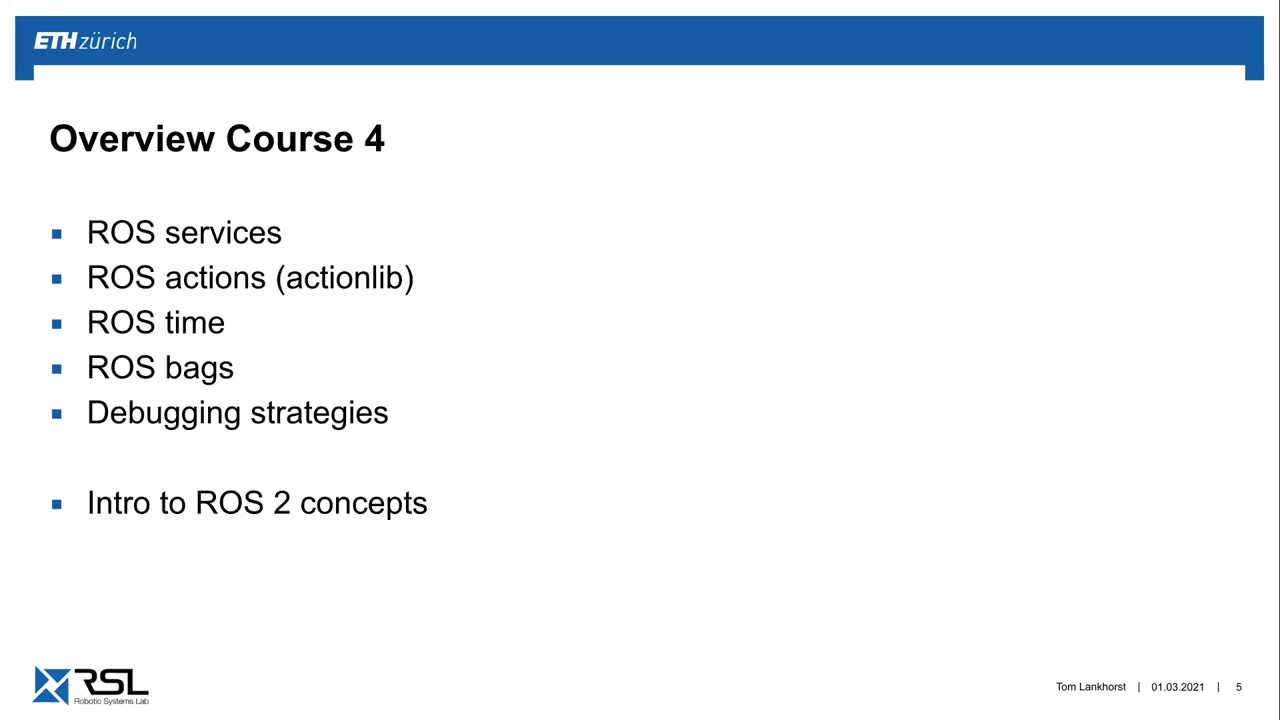 ETH zürich
Overview Course 4
ROS services
ROS actions (actionlib)
ROS time
ROS bags
Debugging strategies
Intro to ROS 2 concepts
RSL
Robotic Systems Lab
Tom Lankhorst | 01.03.2021 | 5